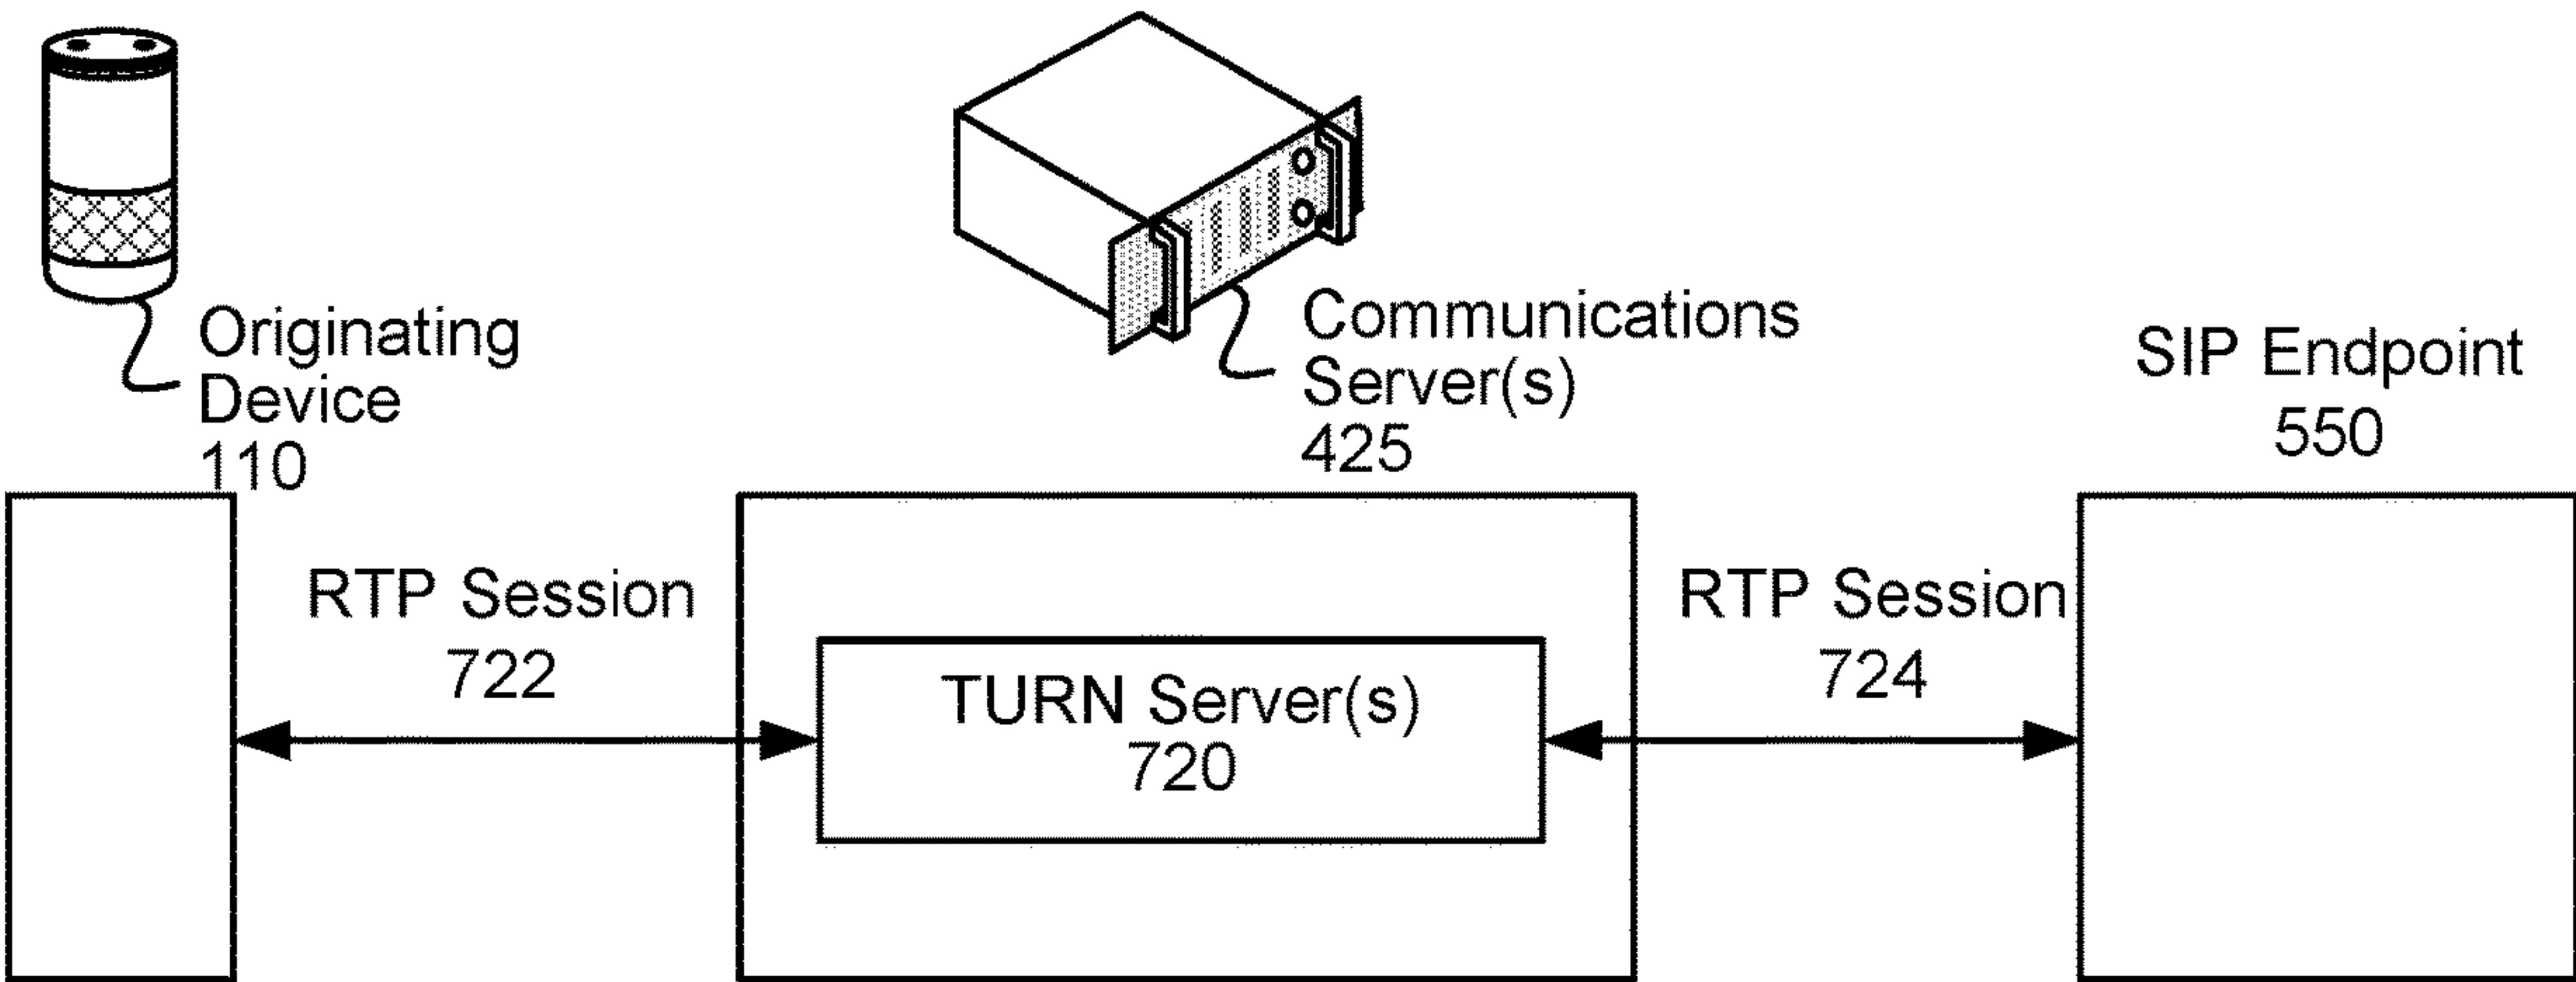 Originating
Device
110
Communications
Server(s)
425
SIP Endpoint
550
RTP Session
722
TURN Server(s)
720
RTP Session
724